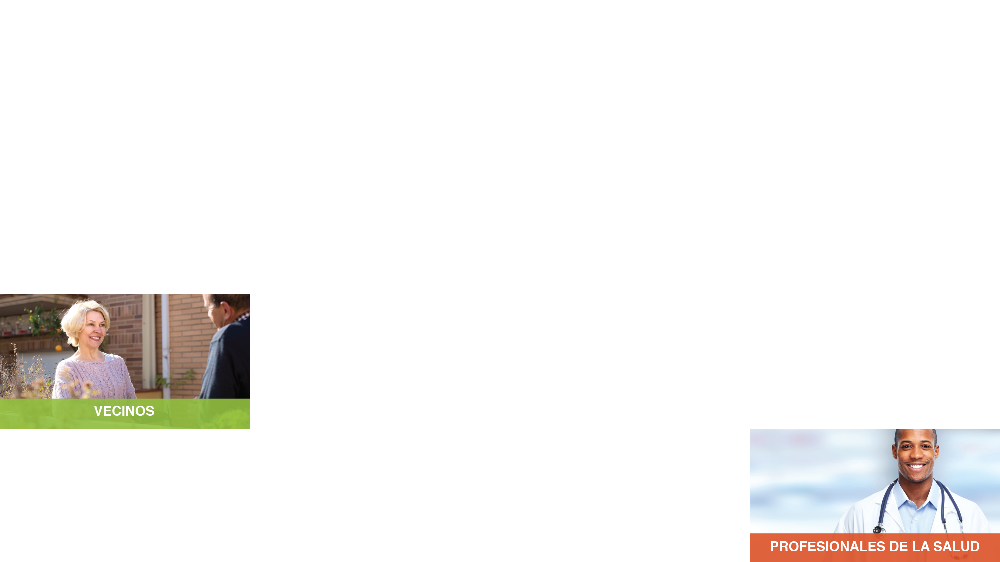 VECINOS
PROFESIONALES DE LA SALUD